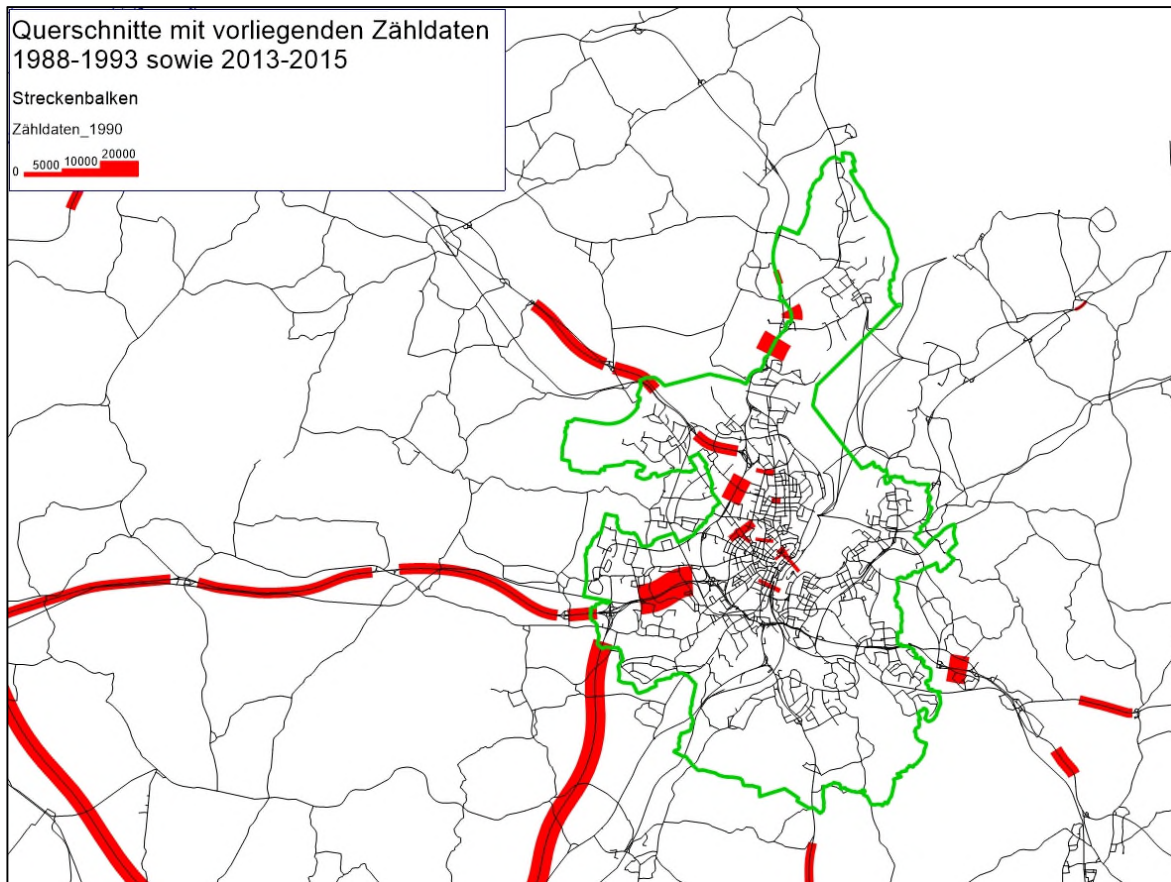 Querschnitte mit vorliegenden Zähldaten
1988-1993 sowie 2013-2015
Streckenbalken
Zähldaten_1990
0 5000 10000 20000